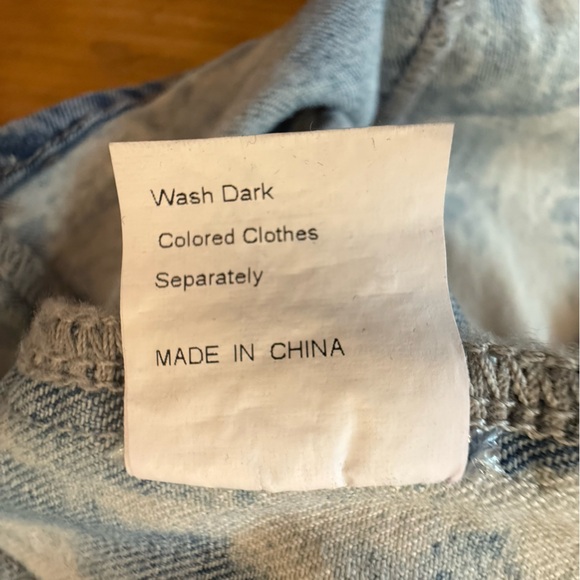 Wash Dark
Colored Clothes
Separately
MADE IN CHINA